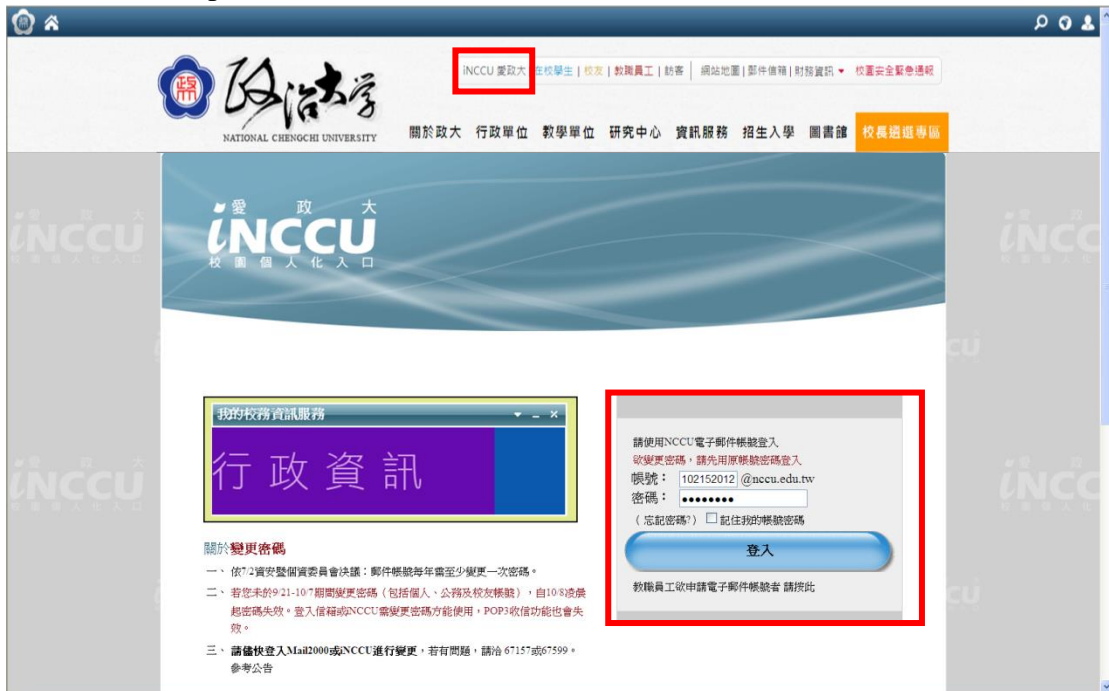 政治大学
NATIONAL CHENGCHI UNIVERSITY
iNCCU 愛政大 | 在校學生 | 校友 | 教職員工 | 訪客 | 網站地圖 | 郵件信箱 | 財務資訊 ▼ 校園安全緊急通報
關於政大 行政單位 教學單位 研究中心 資訊服務 招生入學 圖書館 校長遴選專區
愛政大
iNCCU
校園個人化入口
我的校務資訊服務
行政資訊
請使用NCCU電子郵件帳號登入
欲變更密碼,請先用原帳號密碼登入
帳號: 102152012 @nccu.edu.tw
密碼: ●●●●●●●●
( 忘記密碼?) 記住我的帳號密碼
登入
教職員工欲申請電子郵件帳號者 請按此
關於變更密碼
一、 依7/2資安暨個資委員會決議:郵件帳號每年需至少變更一次密碼。
二、 若您未於9/21-10/7期間變更密碼(包括個人、公務及校友帳號),自10/8凌晨
起密碼失效。登入信箱或iNCCU需變更密碼方能使用,POP3收信功能也會失
效。
三、 請儘快登入Mail2000或iNCCU進行變更,若有問題,請洽 67157或67599。
參考公告